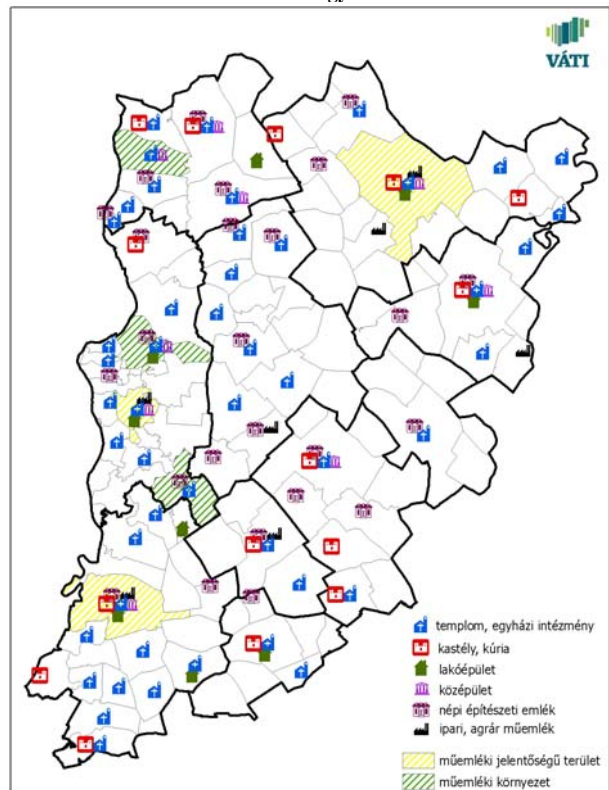 VÁTI
templom, egyházi intézmény
kastély, kúria
lakóépület
középület
népi építészeti emlék
ipari, agrár műemlék
műemléki jelentőségű terület
műemléki környezet